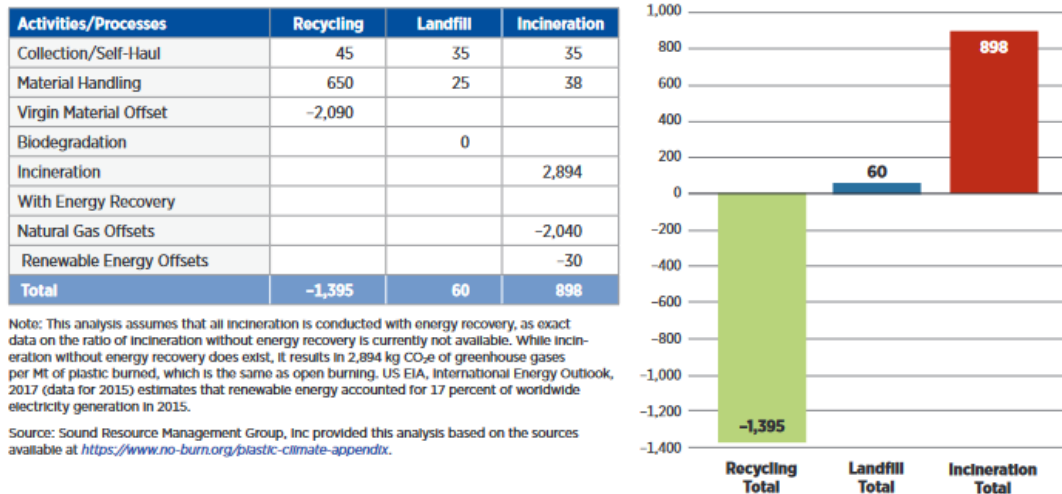 Activities/Processes Recycling Landfill Incineration
Collection/Self-Haul 45 35 35
Material Handling 650 25 38
Virgin Material Offset –2,090
Biodegradation 0
Incineration 2,894
With Energy Recovery
Natural Gas Offsets –2,040
Renewable Energy Offsets –30
Total –1,395 60 898
Note: This analysis assumes that all incineration is conducted with energy recovery, as exact
data on the ratio of incineration without energy recovery is currently not available. While incin-
eration without energy recovery does exist, it results in 2,894 kg CO₂e of greenhouse gases
per Mt of plastic burned, which is the same as open burning. US EIA, International Energy Outlook,
2017 (data for 2015) estimates that renewable energy accounted for 17 percent of worldwide
electricity generation in 2015.
Source: Sound Resource Management Group, Inc provided this analysis based on the sources
available at https://www.no-burn.org/plastic-climate-appendix.
1,000
800
600
400
200
0
–200
–400
–600
–800
–1,000
–1,200
–1,400
898
60
–1,395
Recycling Total
Landfill Total
Incineration Total